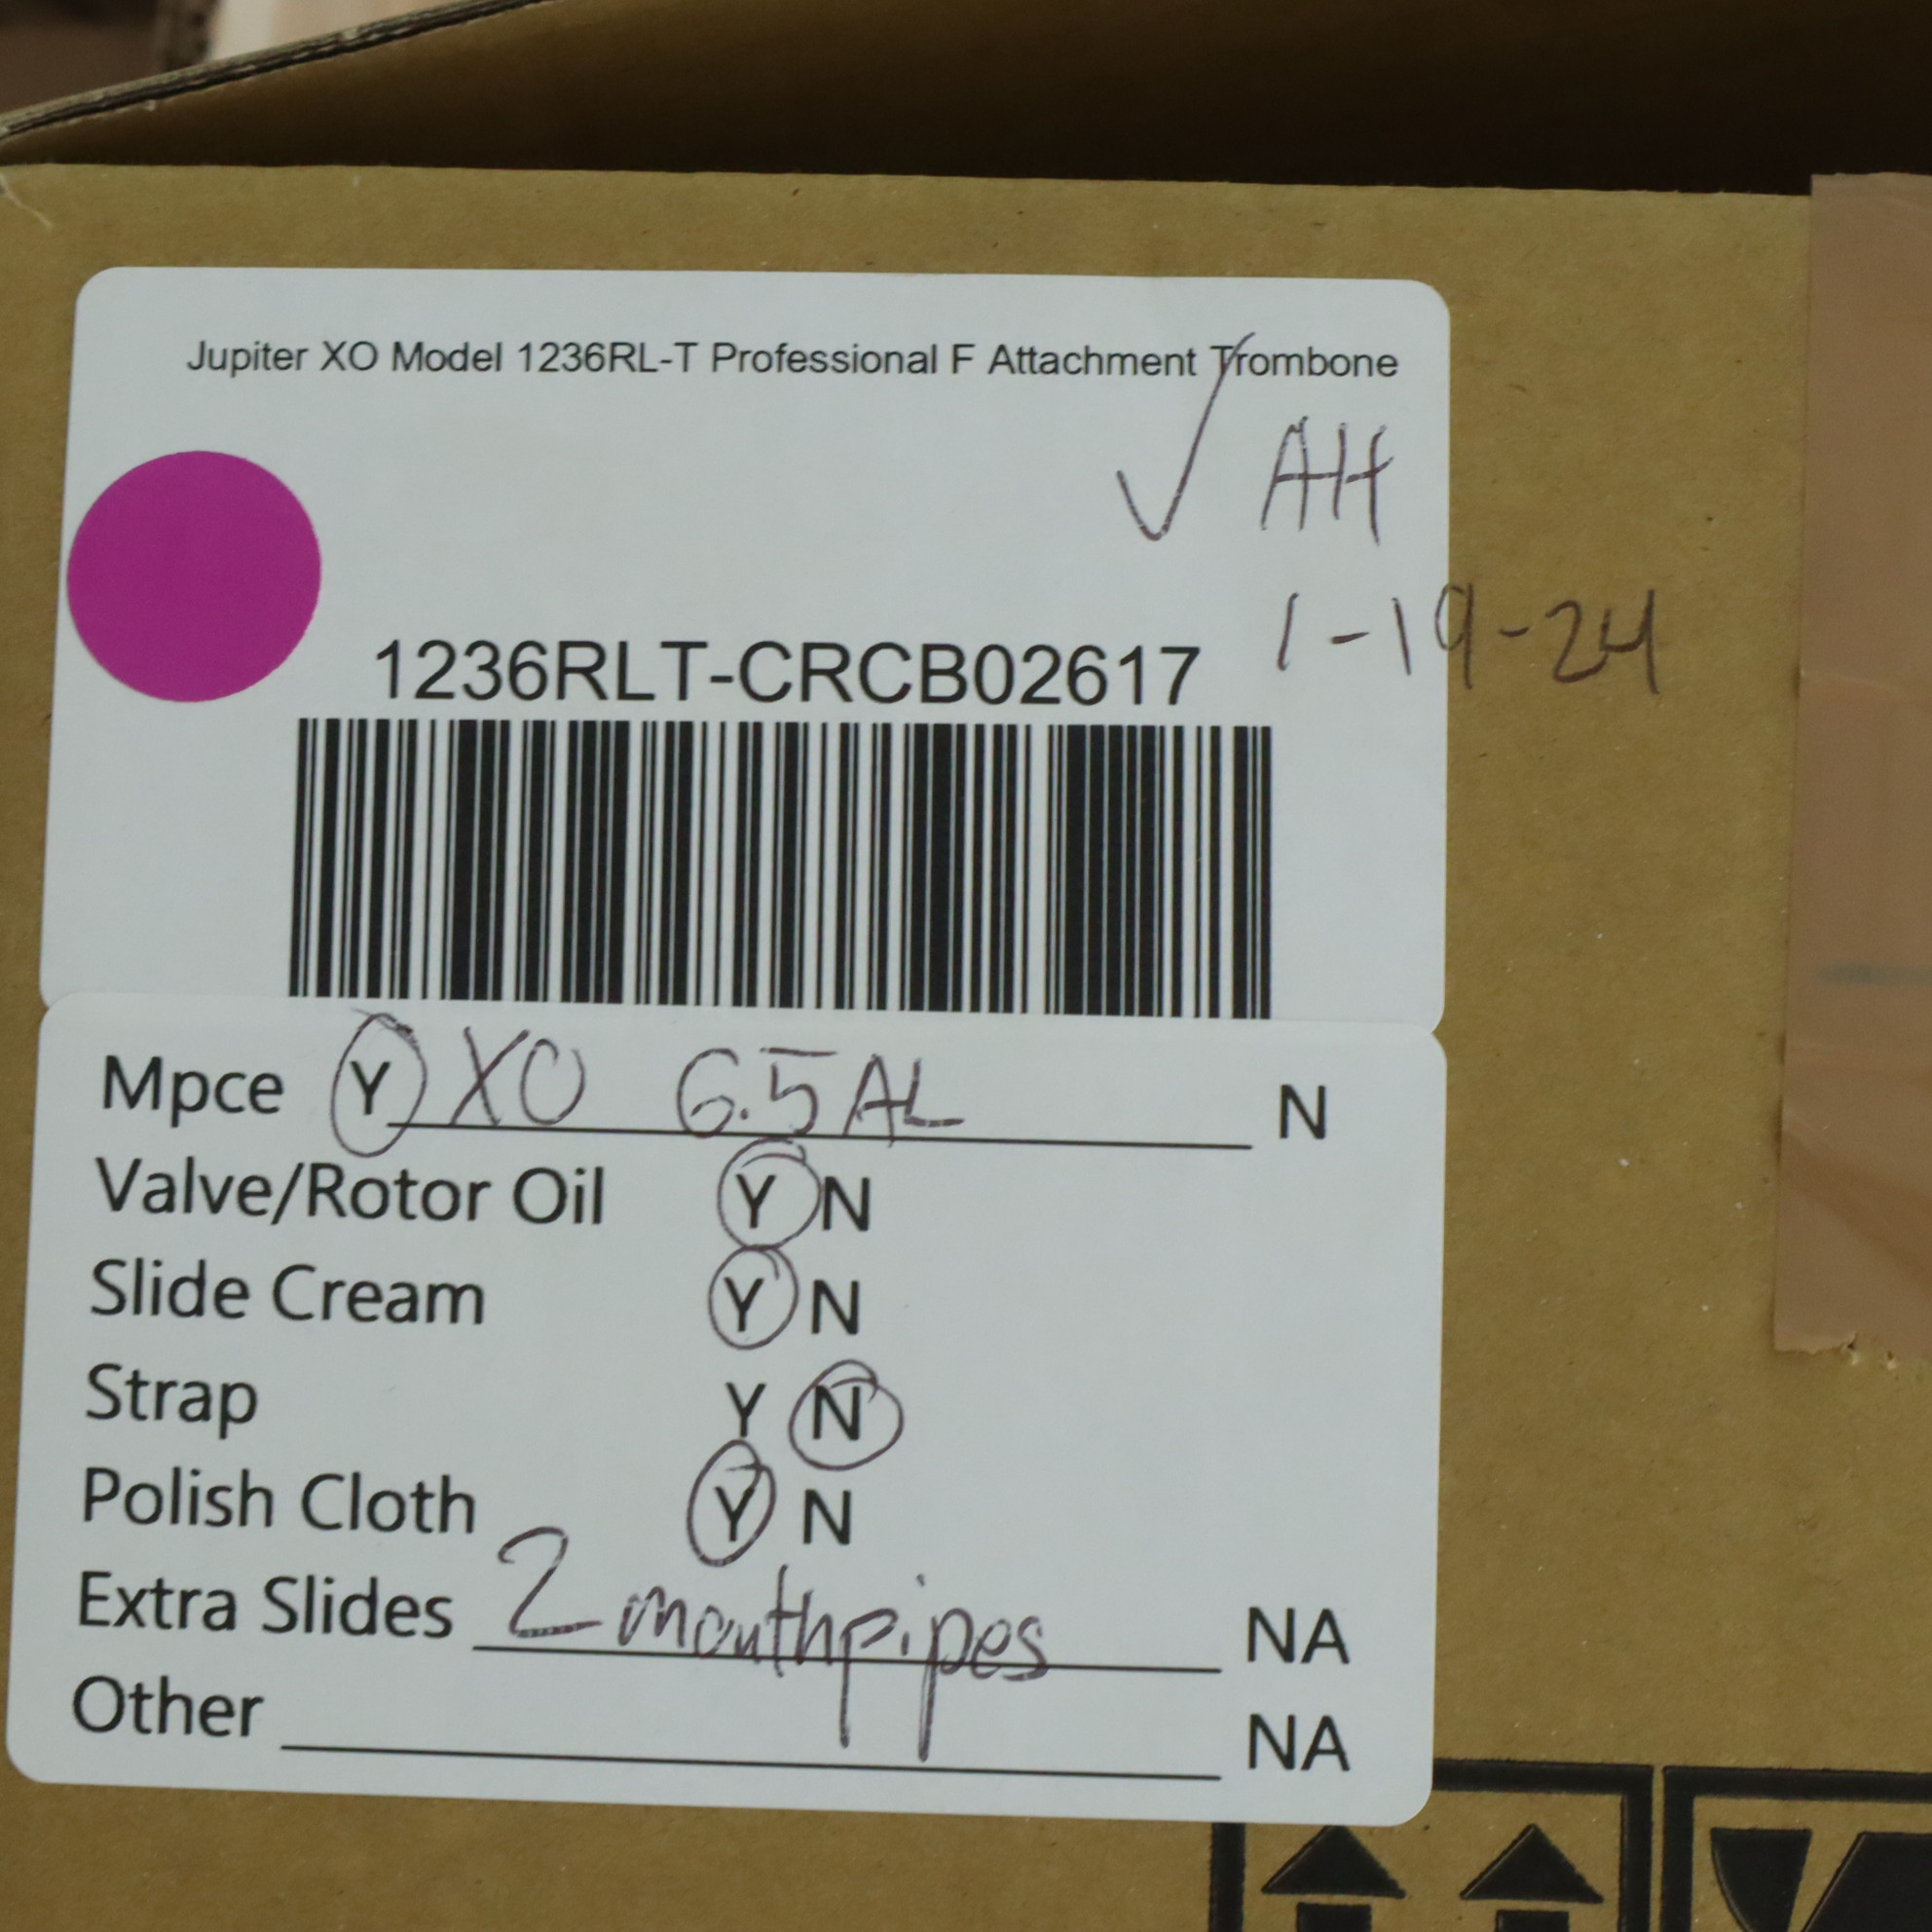 Jupiter XO Model 1236RL-T Professional F Attachment Trombone
✓ AH
1-19-24
1236RLT-CRCB02617
Mpce Y XO 6.5AL N
Valve/Rotor Oil Y N
Slide Cream Y N
Strap Y N
Polish Cloth Y N
Extra Slides 2 mouthpipes NA
Other NA